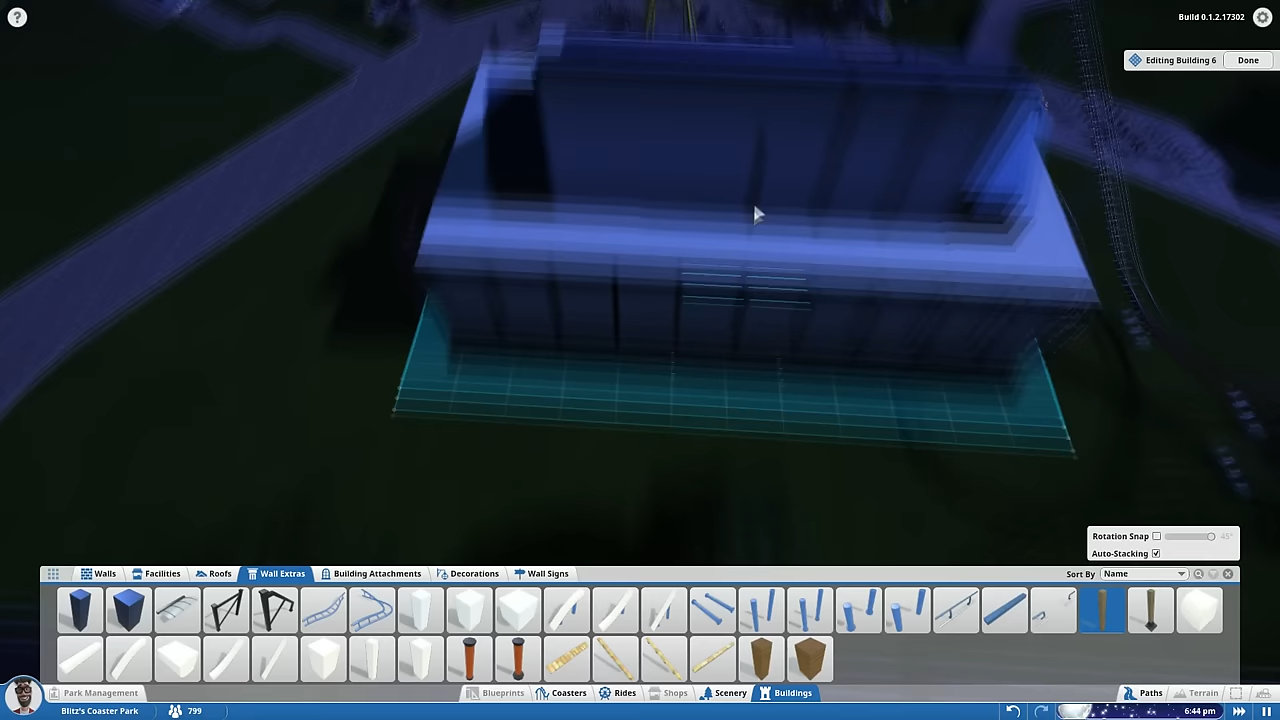 ?
Build 0.1.2.17302
Editing Building 6 Done
Rotation Snap 45°
Auto-Stacking
Walls Facilities Roofs Wall Extras Building Attachments Decorations Wall Signs Sort By Name
Park Management Blueprints Coasters Rides Shops Scenery Buildings Paths Terrain
Blitz's Coaster Park 799 6:44 pm